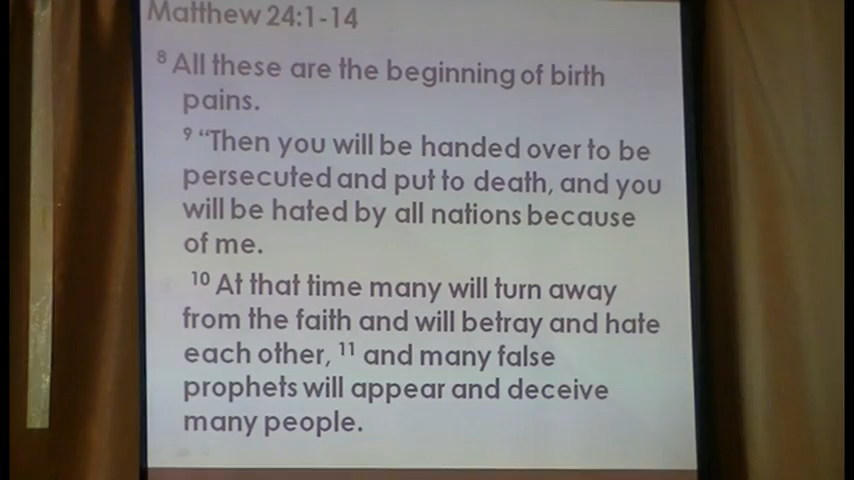 Matthew 24:1-14
8 All these are the beginning of birth
pains.
9 “Then you will be handed over to be
persecuted and put to death, and you
will be hated by all nations because
of me.
10 At that time many will turn away
from the faith and will betray and hate
each other, 11 and many false
prophets will appear and deceive
many people.